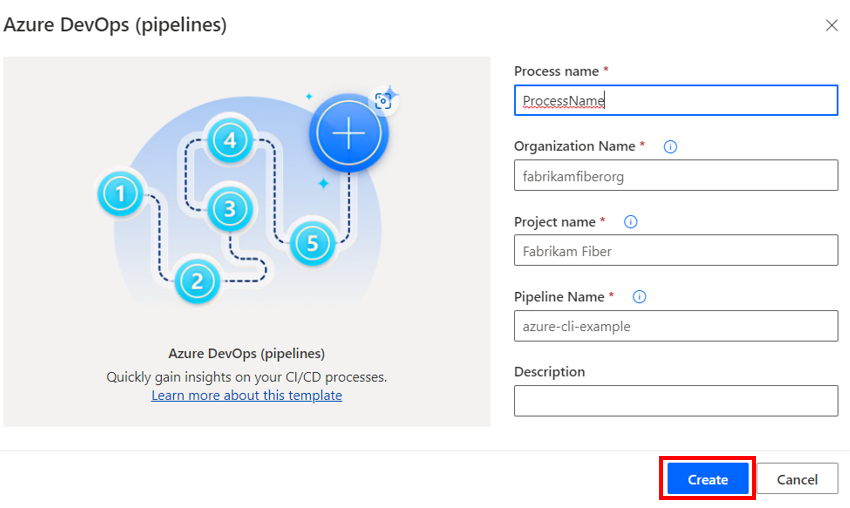 Azure DevOps (pipelines)
4
1
3
5
2
Azure DevOps (pipelines)
Quickly gain insights on your CI/CD processes.
Learn more about this template
Process name *
ProcessName
Organization Name *
fabrikamfiberorg
Project name *
Fabrikam Fiber
Pipeline Name *
azure-cli-example
Description
Create
Cancel